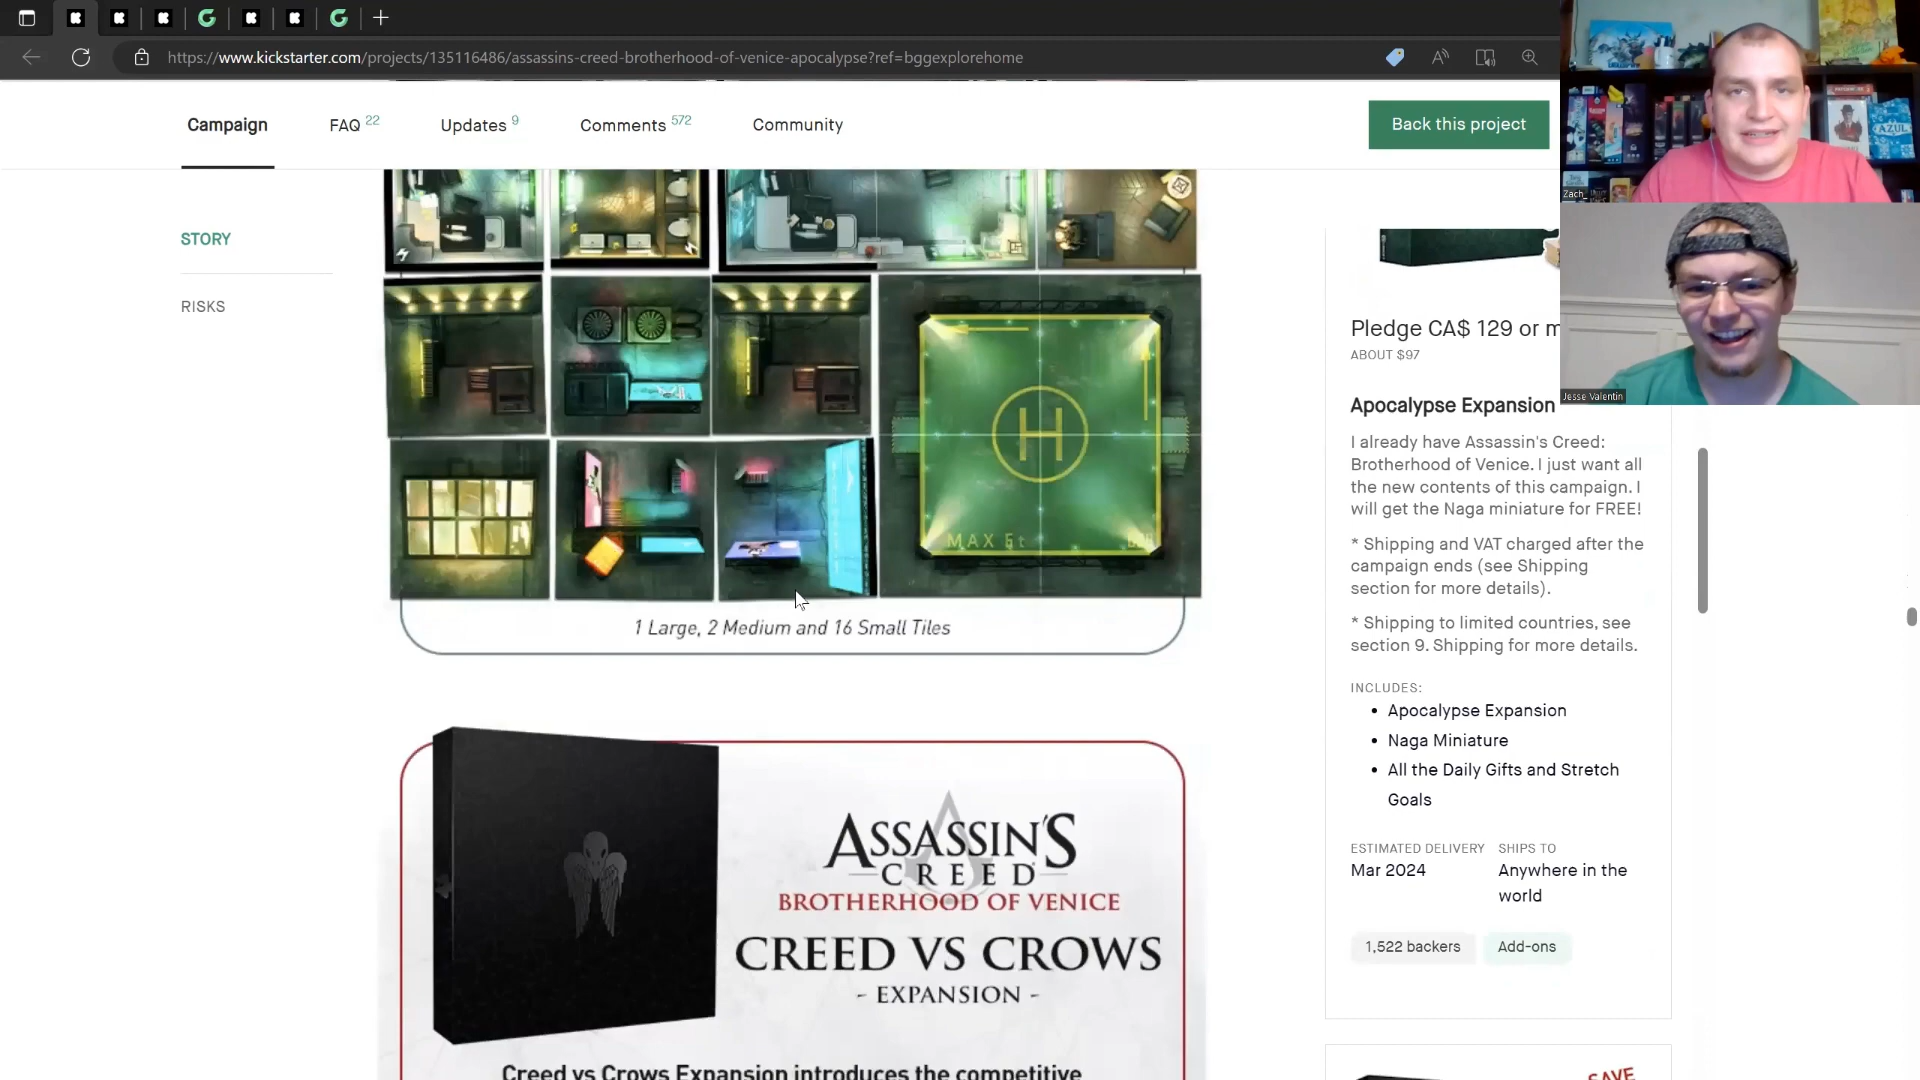 https://www.kickstarter.com/projects/135116486/assassins-creed-brotherhood-of-venice-apocalypse?ref=bggexplorehome
Campaign
FAQ 22
Updates 9
Comments 572
Community
Back this project
STORY
RISKS
H
MAX 6t
1 Large, 2 Medium and 16 Small Tiles
ASSASSIN'S
CREED
BROTHERHOOD OF VENICE
CREED VS CROWS
- EXPANSION -
Creed vs Crows Expansion introduces the competitive
Pledge CA$ 129 or m
ABOUT $97
Apocalypse Expansion
I already have Assassin's Creed:
Brotherhood of Venice. I just want all
the new contents of this campaign. I
will get the Naga miniature for FREE!
* Shipping and VAT charged after the
campaign ends (see Shipping
section for more details).
* Shipping to limited countries, see
section 9. Shipping for more details.
INCLUDES:
• Apocalypse Expansion
• Naga Miniature
• All the Daily Gifts and Stretch
Goals
ESTIMATED DELIVERY
Mar 2024
SHIPS TO
Anywhere in the
world
1,522 backers
Add-ons
SAVE
AZUL
Zach_
Jesse Valentin